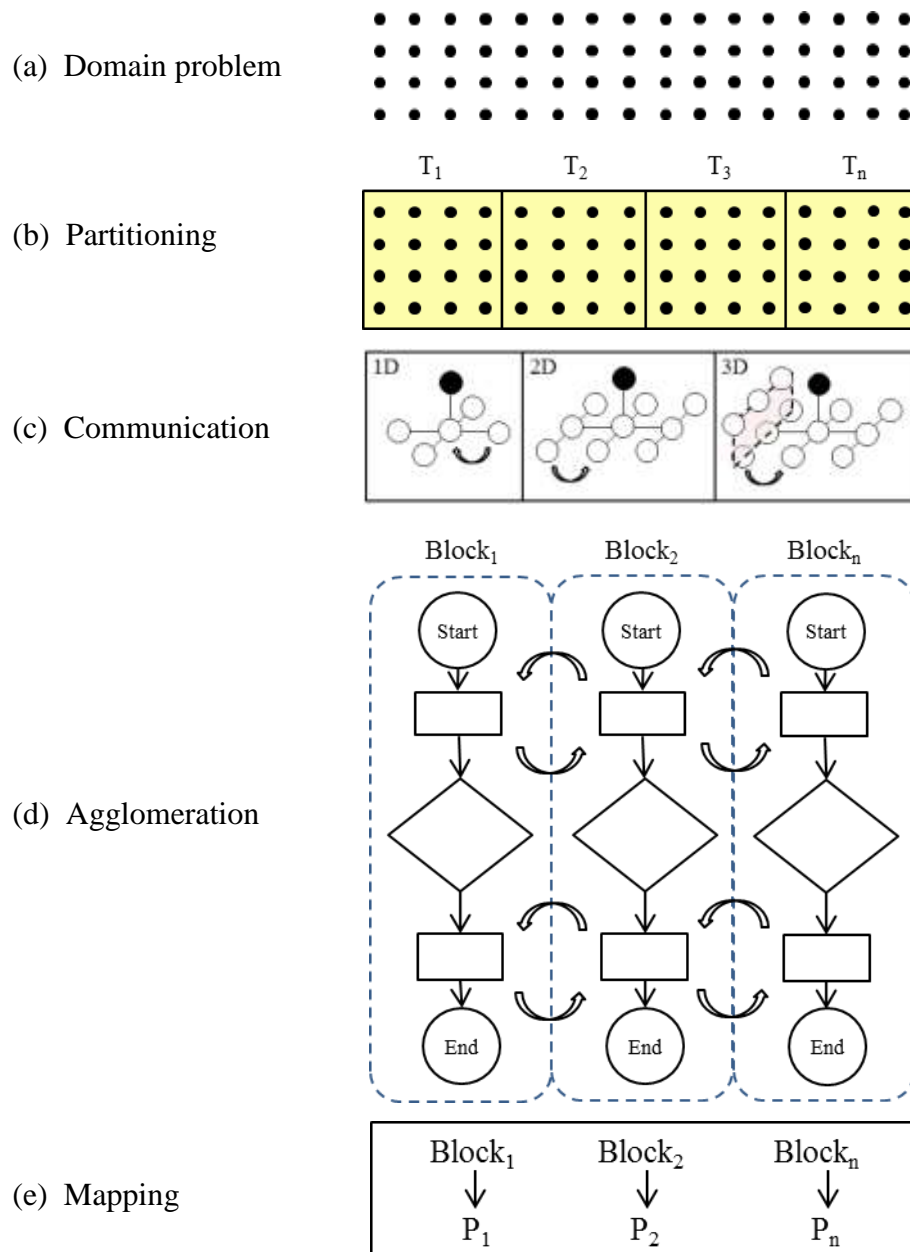 (a) Domain problem
T₁ T₂ T₃ Tₙ
(b) Partitioning
1D 2D 3D
(c) Communication
Block₁ Block₂ Blockₙ
Start Start Start
(d) Agglomeration
End End End
Block₁ Block₂ Blockₙ
(e) Mapping
P₁ P₂ Pₙ